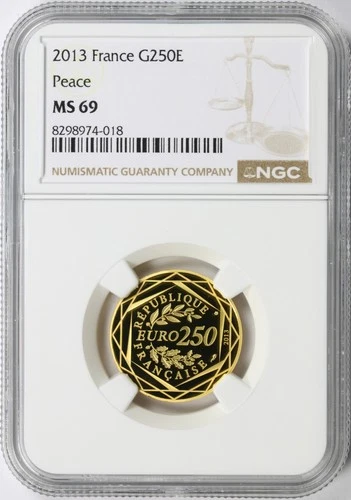 2013 France G250E
Peace
MS 69
8298974-018
NUMISMATIC GUARANTY COMPANY
NGC
RÉPUBLIQUE
EURO 250
2013
FRANÇAISE